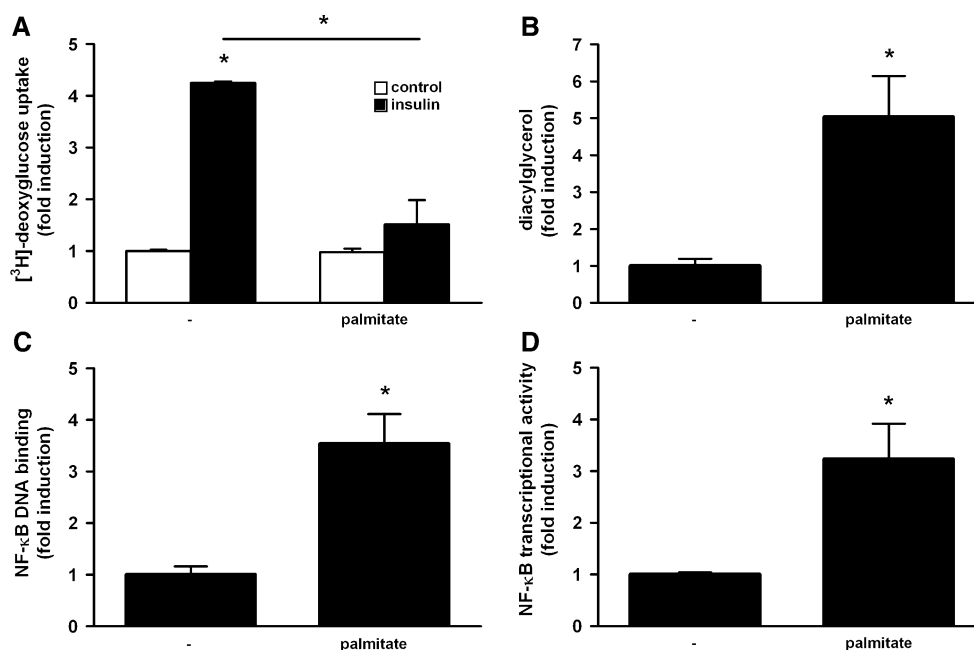 A
[³H]-deoxyglucose uptake
(fold induction)
5
4
3
2
1
0
*
*
control
insulin
-
palmitate
B
diacylglycerol
(fold induction)
7
6
5
4
3
2
1
0
*
-
palmitate
C
NF-κB DNA binding
(fold induction)
5
4
3
2
1
0
*
-
palmitate
D
NF-κB transcriptional activity
(fold induction)
5
4
3
2
1
0
*
-
palmitate